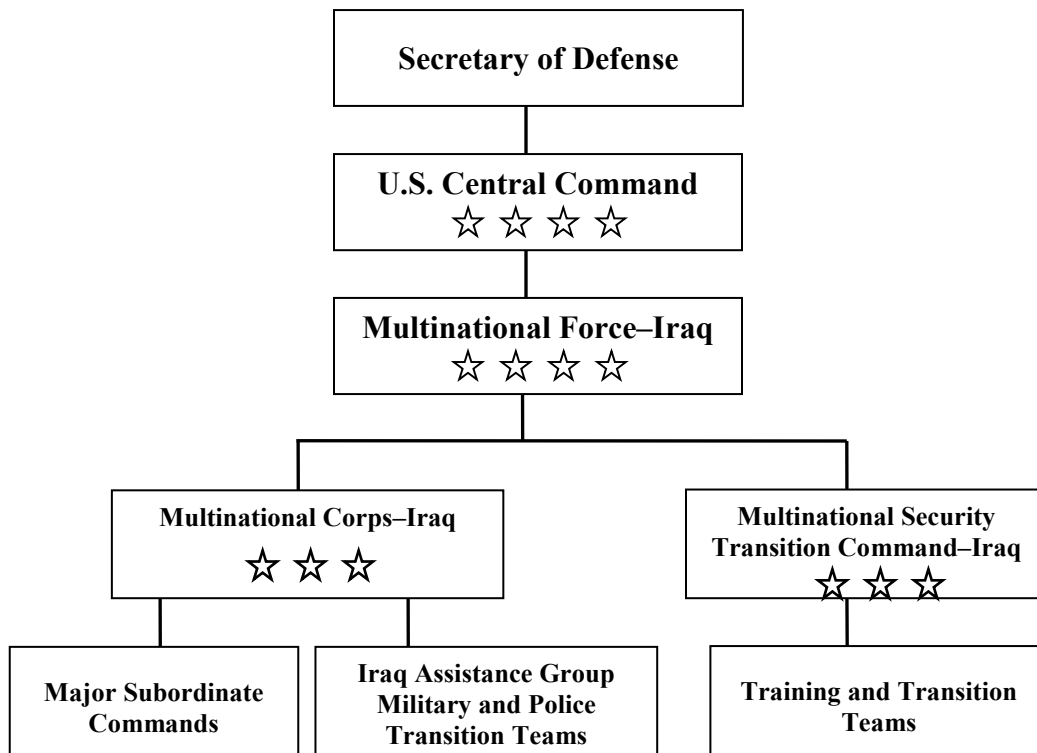 Secretary of Defense
U.S. Central Command
Multinational Force–Iraq
Multinational Corps–Iraq
Multinational Security
Transition Command–Iraq
Major Subordinate
Commands
Iraq Assistance Group
Military and Police
Transition Teams
Training and Transition
Teams